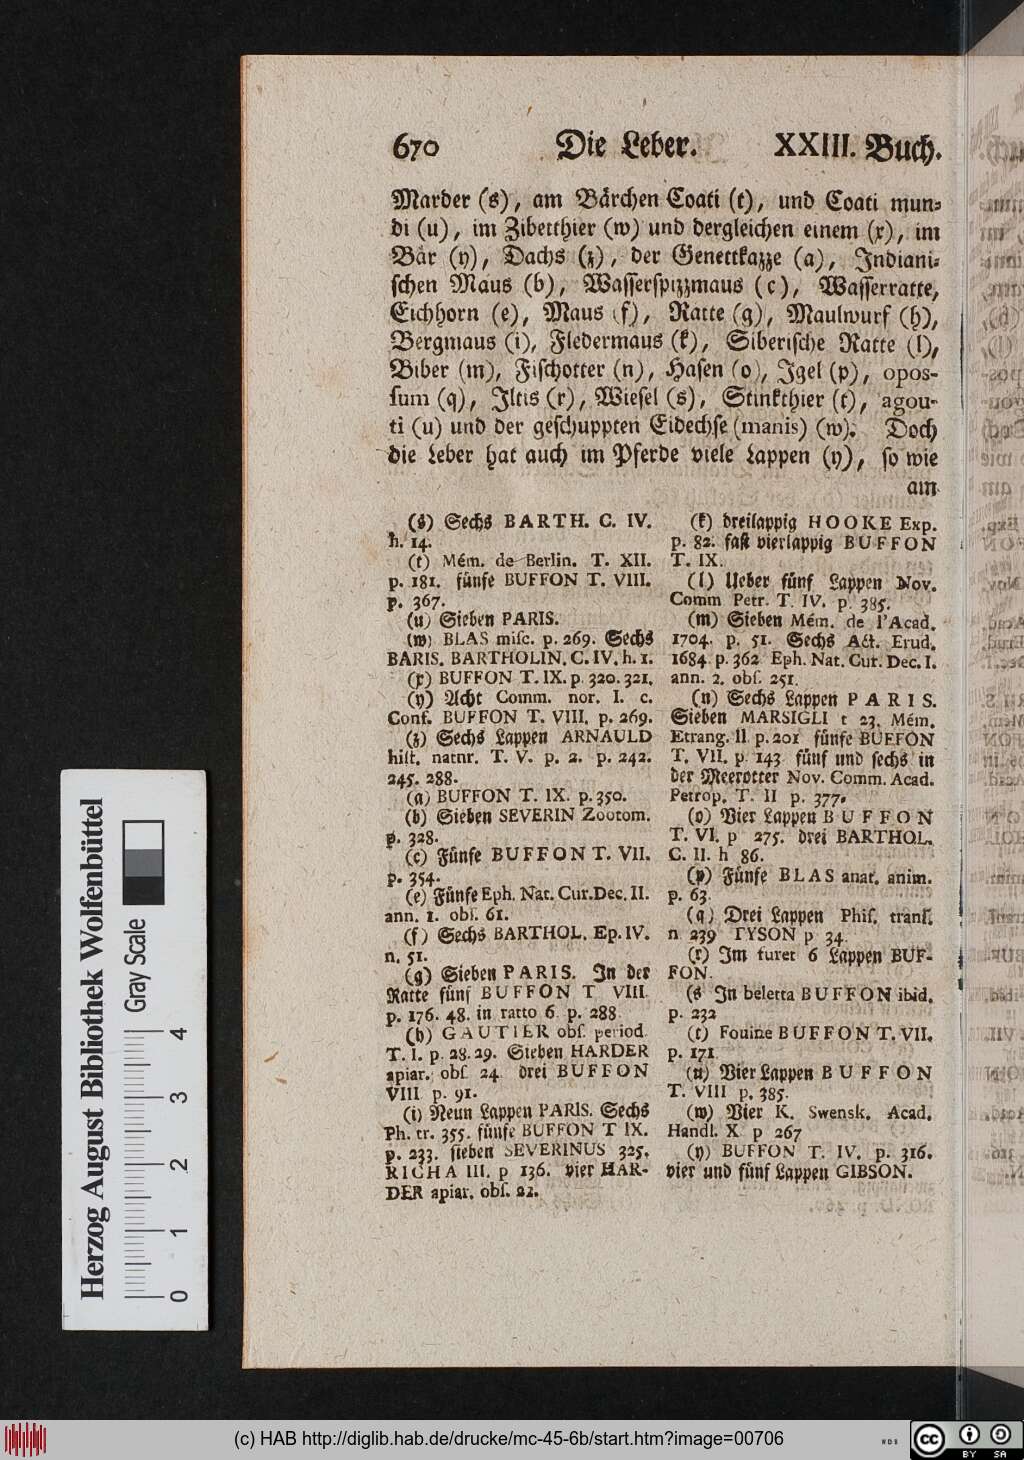 670 Die Leber. XXIII. Buch.
Marder (s), am Bärchen Coati (t), und Coati mun-
di (u), im Zibetthier (w) und dergleichen einem (x), im
Bär (y), Dachs (z), der Genettkazze (a), Indiani-
schen Maus (b), Wasserspizzmaus (c), Wasserratte,
Eichhorn (e), Maus (f), Ratte (g), Maulwurf (h),
Bergmaus (i), Fledermaus (k), Siberische Ratte (l),
Biber (m), Fischotter (n), Hasen (o), Igel (p), opos-
sum (q), Iltis (r), Wiesel (s), Stinkthier (t), agou-
ti (u) und der geschuppten Eidechse (manis) (w). Doch
die Leber hat auch im Pferde viele Lappen (y), so wie
am
(s) Sechs BARTH. C. IV.
h. 14.
(t) Mém. de Berlin. T. XII.
p. 181. fünfe BUFFON T. VIII.
p. 367.
(u) Sieben PARIS.
(w) BLAS misc. p. 269. Sechs
BARIS. BARTHOLIN. C. IV. h. 1.
(x) BUFFON T. IX. p. 320. 321.
(y) Acht Comm. nor. I. c.
Conf. BUFFON T. VIII. p. 269.
(z) Sechs Lappen ARNAULD
hist. natnr. T. V. p. 2. p. 242.
245. 288.
(a) BUFFON T. IX. p. 350.
(b) Sieben SEVERIN Zootom.
p. 328.
(c) Fünfe BUFFON T. VII.
p. 354.
(e) Fünfe Eph. Nat. Cur. Dec. II.
ann. 1. obs. 61.
(f) Sechs BARTHOL. Ep. IV.
n. 51.
(g) Sieben PARIS. In der
Ratte fünf BUFFON T VIII.
p. 176. 48. in ratto 6. p. 288.
(h) GAUTIER obs. period.
T. I. p. 28. 29. Sieben HARDER
apiar. obs. 24. drei BUFFON
VIII p. 91.
(i) Neun Lappen PARIS. Sechs
Ph. tr. 355. fünfe BUFFON T IX.
p. 233. sieben SEVERINUS 325.
RICHA III. p 136. vier HAR-
DER apiar. obs. 22.
(k) dreilappig HOOKE Exp.
p. 82. fast vierlappig BUFFON
T. IX.
(l) Ueber fünf Lappen Nov.
Comm Petr. T. IV. p. 385.
(m) Sieben Mém. de l'Acad.
1704. p. 51. Sechs Act. Erud.
1684. p. 362 Eph. Nat. Cur. Dec. I.
ann. 2. obs. 251.
(n) Sechs Lappen PARIS.
Sieben MARSIGLI t 23. Mém.
Etrang. II p. 201 fünfe BUFFON
T. VII. p. 143 fünf und sechs in
der Meerotter Nov. Comm. Acad.
Petrop. T. II p. 377.
(o) Vier Lappen BUFFON
T. VI. p 275. drei BARTHOL.
C. II. h 86.
(p) Fünfe BLAS anat. anim.
p. 63.
(q) Drei Lappen Phil. trans.
n 239 TYSON p 34.
(r) Im furet 6 Lappen BUF-
FON.
(s In beletta BUFFON ibid.
p. 232
(t) Fouine BUFFON T. VII.
p. 171
(u) Vier Lappen BUFFON
T. VIII p. 385.
(w) Vier K. Swensk. Acad.
Handl. X p 267
(y) BUFFON T. IV. p. 316.
vier und fünf Lappen GIBSON.
Herzog August Bibliothek Wolfenbüttel
Gray Scale
0 1 2 3 4
(c) HAB http://diglib.hab.de/drucke/mc-45-6b/start.htm?image=00706
cc BY SA